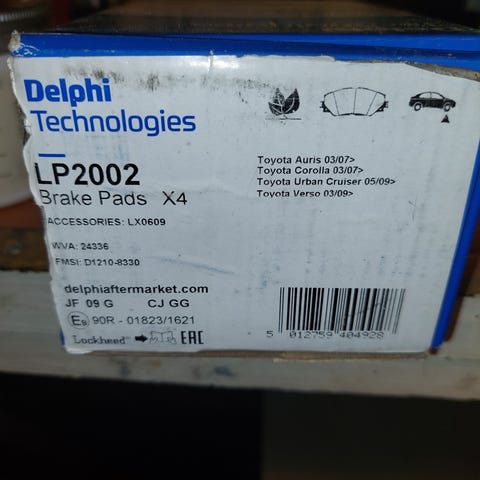 Delphi
Technologies
LP2002
Brake Pads X4
ACCESSORIES: LX0609
WVA: 24336
FMSI: D1210-8330
delphiaftermarket.com
JF 09 G CJ GG
90R - 01823/1621
Lockheed EAC
Toyota Auris 03/07>
Toyota Corolla 03/07>
Toyota Urban Cruiser 05/09>
Toyota Verso 03/09>
5 012759 404928